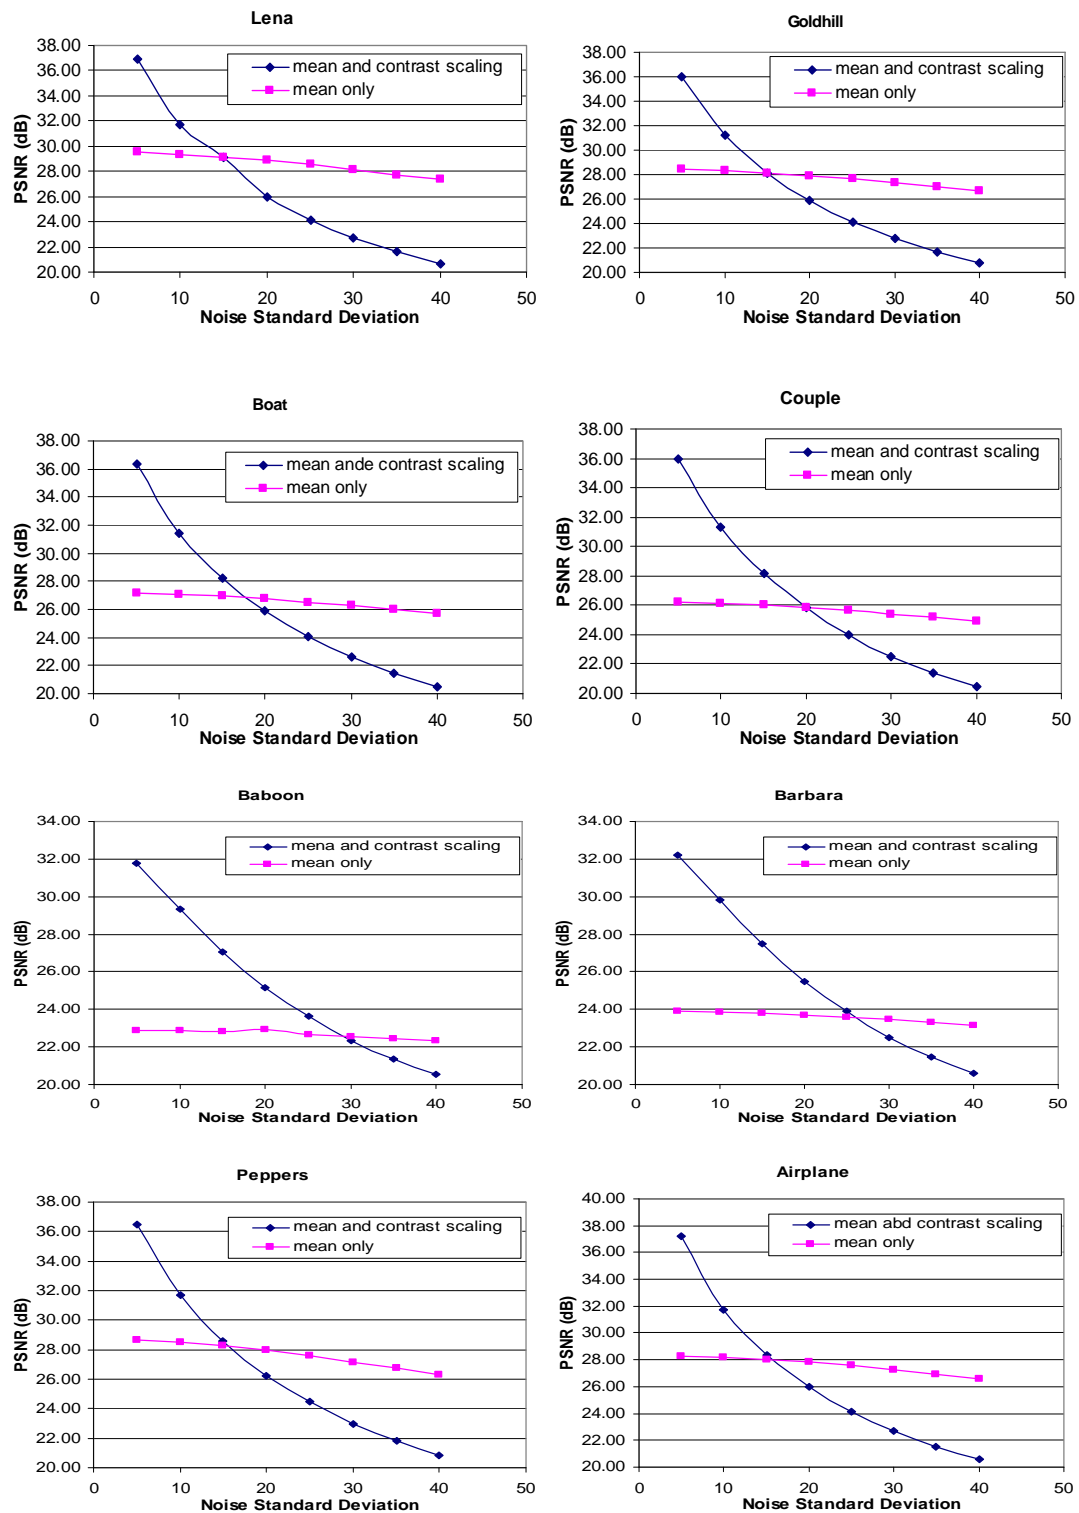 Lena
38.00
36.00
34.00
32.00
30.00
28.00
26.00
24.00
22.00
20.00
PSNR (dB)
mean and contrast scaling
mean only
0 10 20 30 40 50
Noise Standard Deviation
Goldhill
38.00
36.00
34.00
32.00
30.00
28.00
26.00
24.00
22.00
20.00
PSNR (dB)
mean and contrast scaling
mean only
0 10 20 30 40 50
Noise Standard Deviation
Boat
38.00
36.00
34.00
32.00
30.00
28.00
26.00
24.00
22.00
20.00
PSNR (dB)
mean ande contrast scaling
mean only
0 10 20 30 40 50
Noise Standard Deviation
Couple
38.00
36.00
34.00
32.00
30.00
28.00
26.00
24.00
22.00
20.00
PSNR (dB)
mean and contrast scaling
mean only
0 10 20 30 40 50
Noise Standard Deviation
Baboon
34.00
32.00
30.00
28.00
26.00
24.00
22.00
20.00
PSNR (dB)
mena and contrast scaling
mean only
0 10 20 30 40 50
Noise Standard Deviation
Barbara
34.00
32.00
30.00
28.00
26.00
24.00
22.00
20.00
PSNR (dB)
mean and contrast scaling
mean only
0 10 20 30 40 50
Noise Standard Deviation
Peppers
38.00
36.00
34.00
32.00
30.00
28.00
26.00
24.00
22.00
20.00
PSNR (dB)
mean and contrast scaling
mean only
0 10 20 30 40 50
Noise Standard Deviation
Airplane
40.00
38.00
36.00
34.00
32.00
30.00
28.00
26.00
24.00
22.00
20.00
PSNR (dB)
mean abd contrast scaling
mean only
0 10 20 30 40 50
Noise Standard Deviation